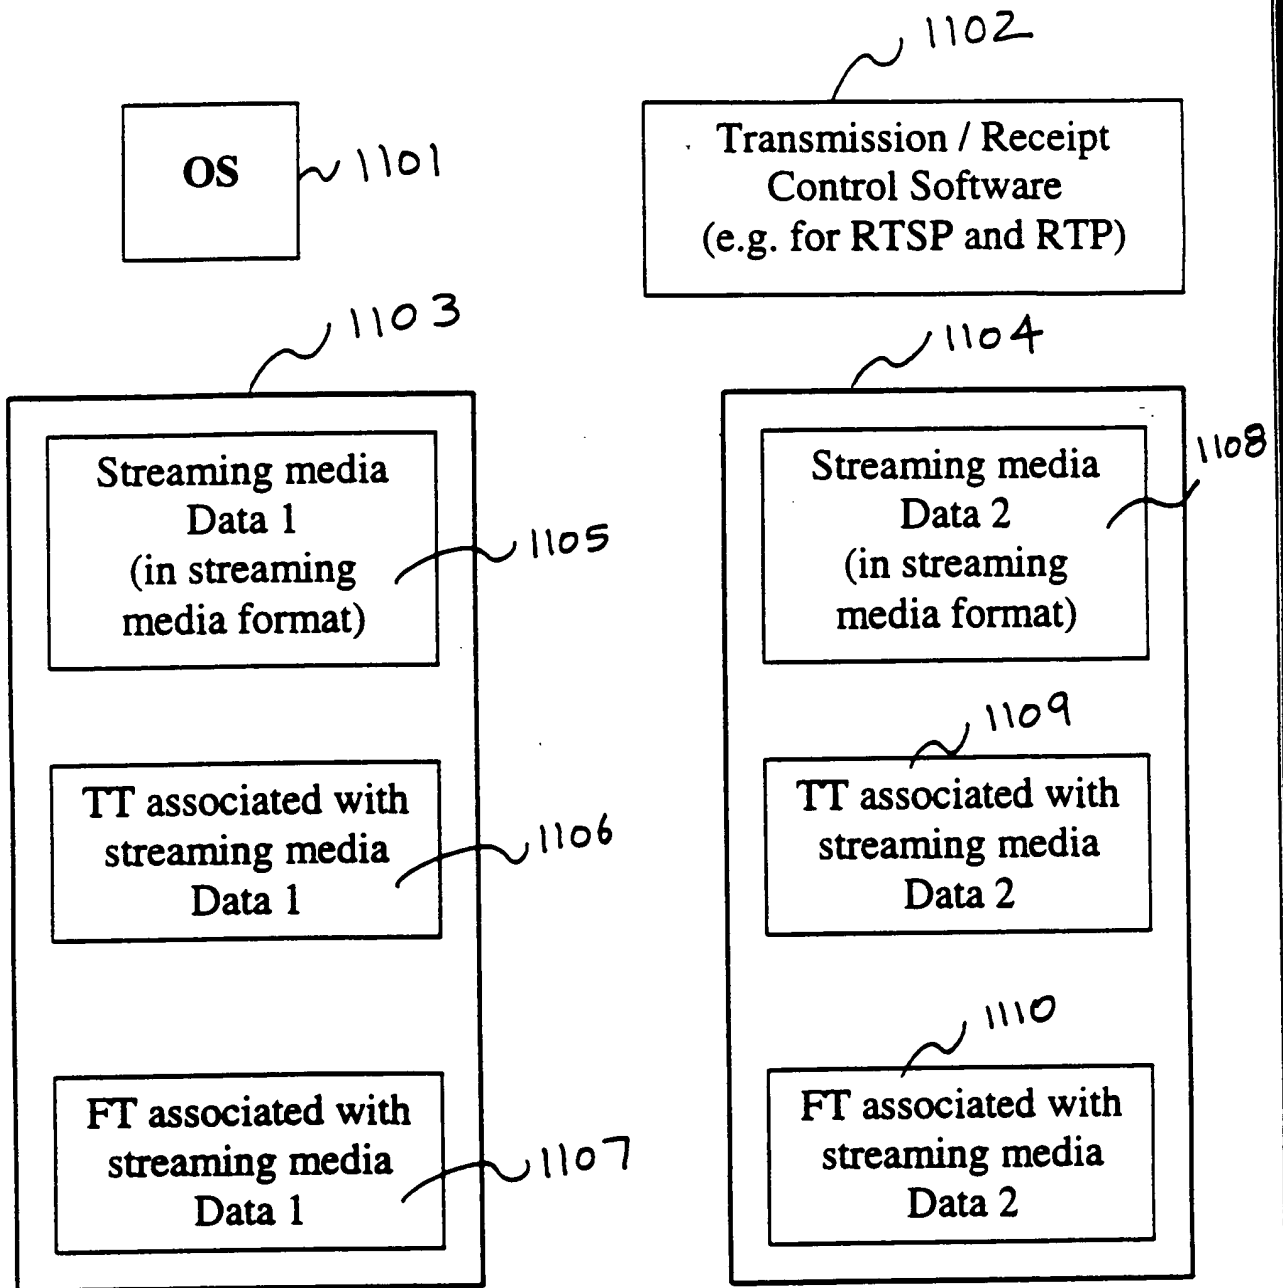 1102
OS
1101
Transmission / Receipt
Control Software
(e.g. for RTSP and RTP)
1103
1104
Streaming media
Data 1
(in streaming
media format)
1105
Streaming media
Data 2
(in streaming
media format)
1108
TT associated with
streaming media
Data 1
1106
1109
TT associated with
streaming media
Data 2
FT associated with
streaming media
Data 1
1107
1110
FT associated with
streaming media
Data 2